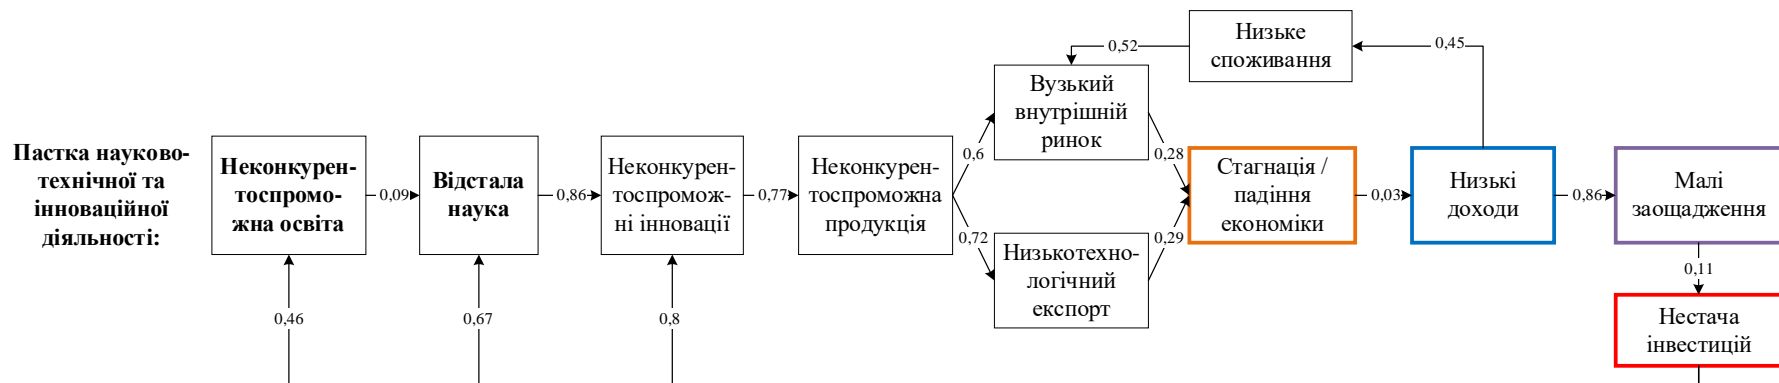 Пастка науково-
технічної та
інноваційної
діяльності:
Неконкурен-
тоспромо-
жна освіта
0,09
Відстала
наука
0,86
Неконкурен-
тоспромож-
ні інновації
0,77
Неконкурен-
тоспроможна
продукція
0,6
0,72
Вузький
внутрішній
ринок
Низькотехно-
логічний
експорт
0,28
0,29
Стагнація /
падіння
економіки
0,03
Низькі
доходи
0,45
Низьке
споживання
0,52
0,86
Малі
заощадження
0,11
Нестача
інвестицій
0,46
0,67
0,8